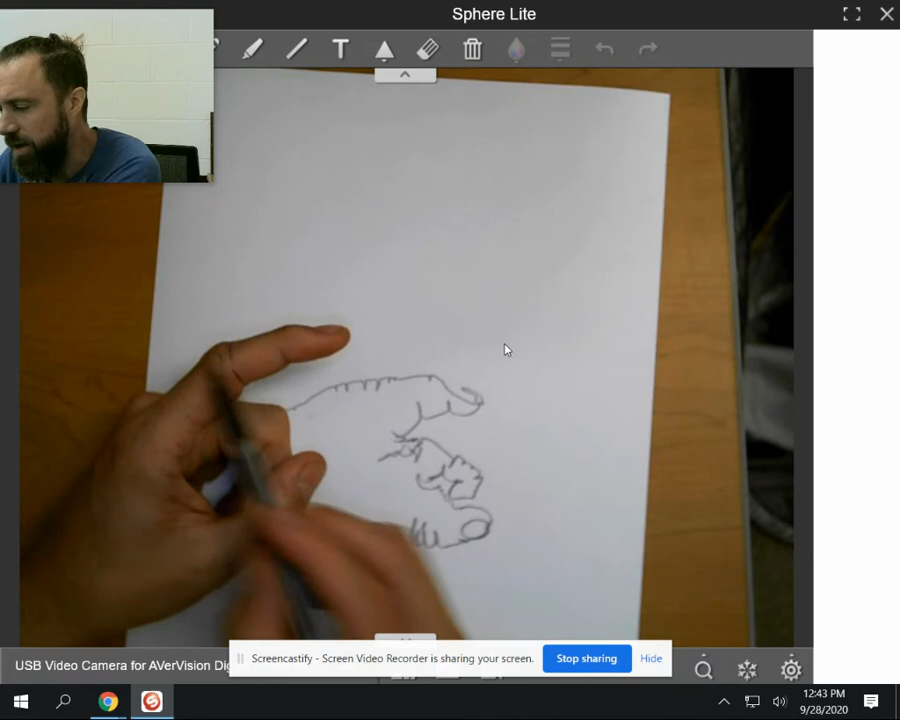 Sphere Lite
T
Screencastify - Screen Video Recorder is sharing your screen.
Stop sharing
Hide
USB Video Camera for AVerVision Di
12:43 PM
9/28/2020